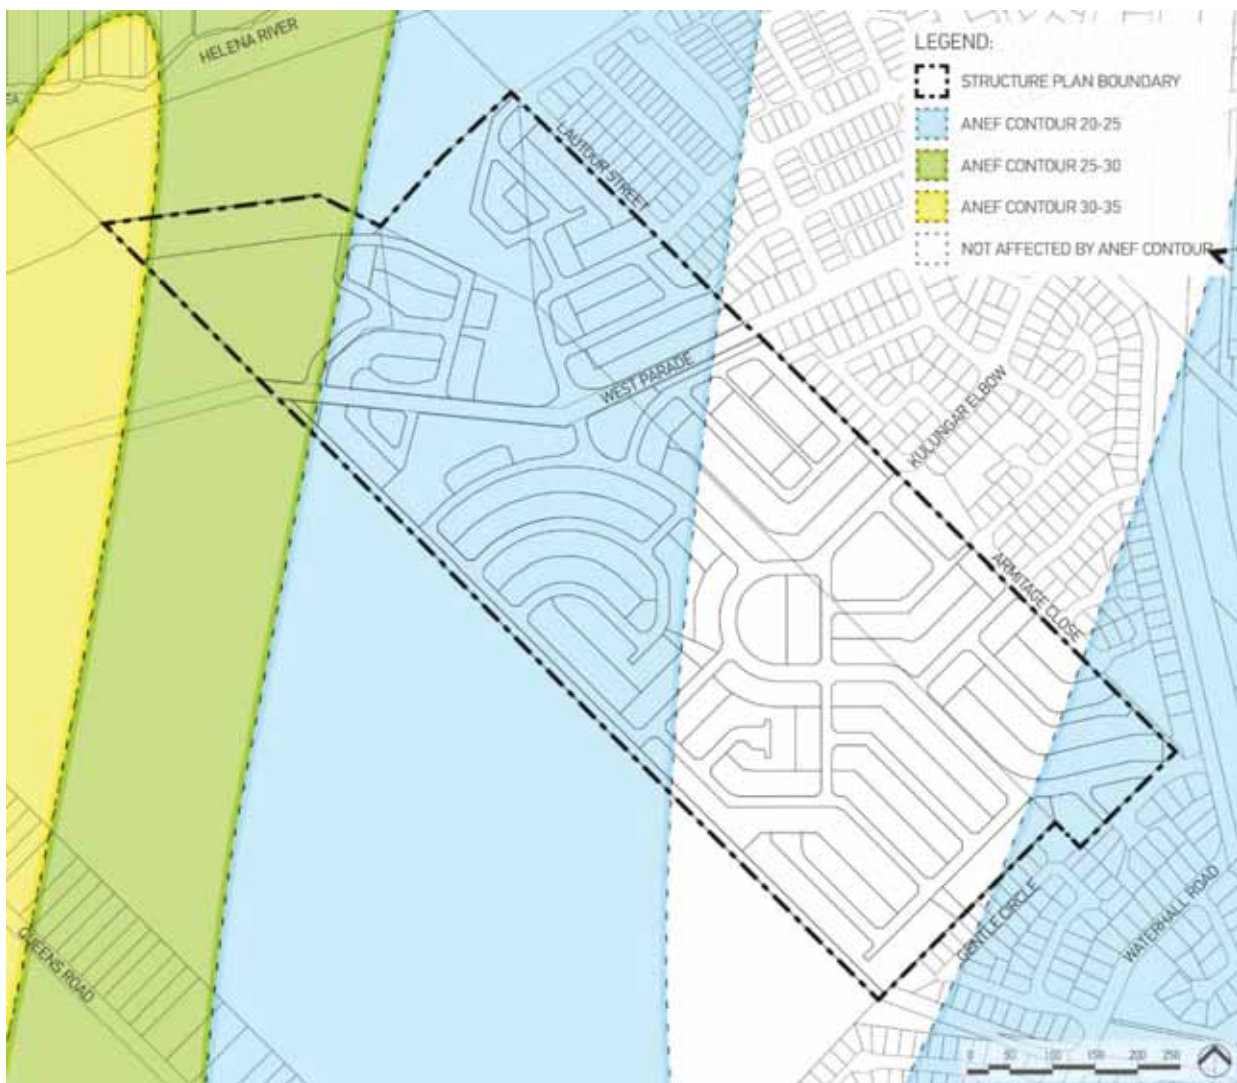 HELENA RIVER
LEGEND:
STRUCTURE PLAN BOUNDARY
ANEF CONTOUR 20-25
ANEF CONTOUR 25-30
ANEF CONTOUR 30-35
NOT AFFECTED BY ANEF CONTOUR
LAUTOUR STREET
WEST PARADE
KULUNGAR ELBOW
ARMITAGE CLOSE
GENTLE CIRCLE
WATERHALL ROAD
QUEENS ROAD
0 50 100 150 200 250